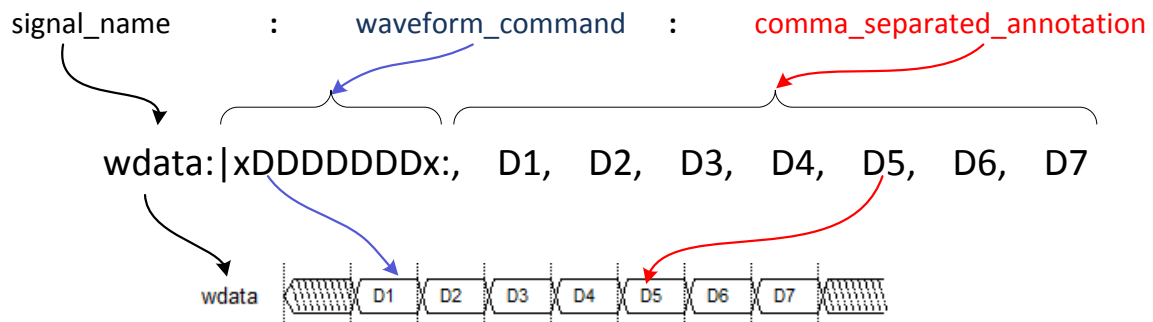 signal_name : waveform_command : comma_separated_annotation
wdata:|xDDDDDDDx:, D1, D2, D3, D4, D5, D6, D7
wdata D1 D2 D3 D4 D5 D6 D7